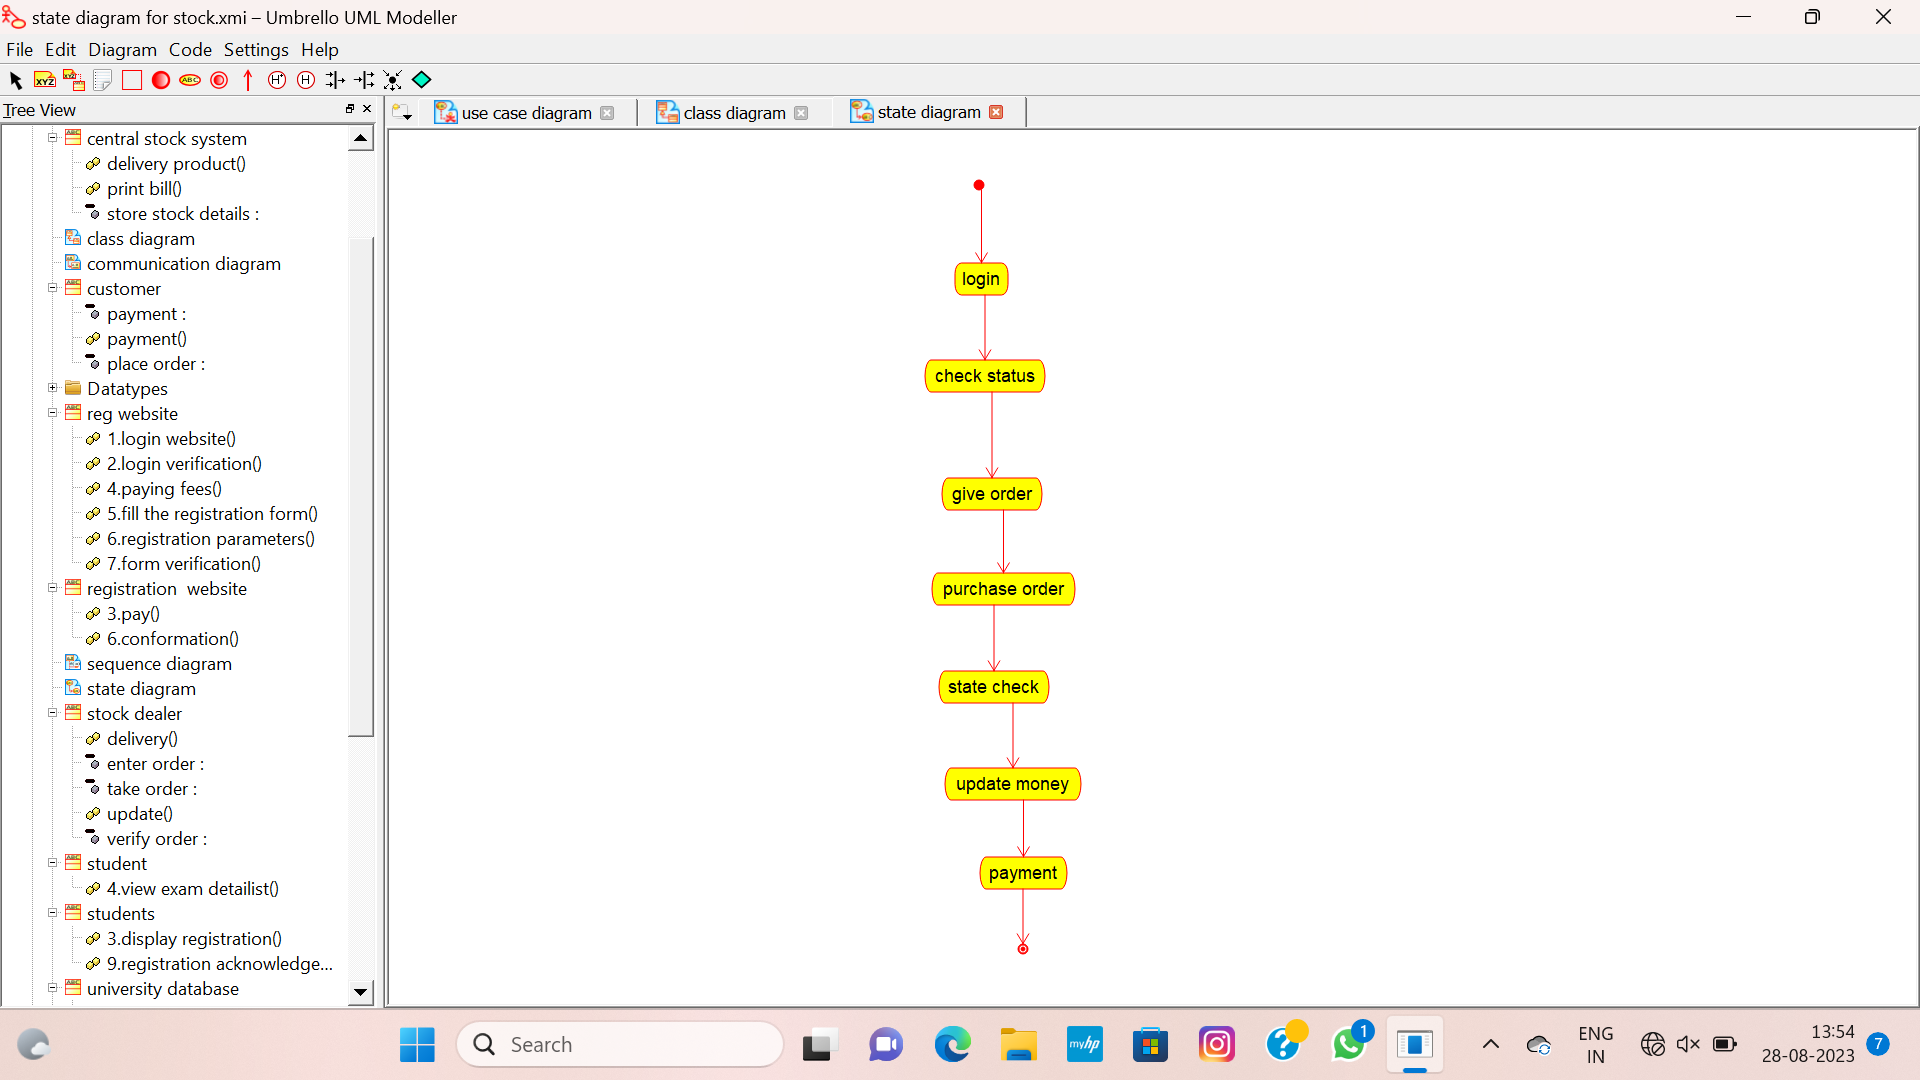 state diagram for stock.xmi – Umbrello UML Modeller
File Edit Diagram Code Settings Help
XYZ XYZ ABC H* H
Tree View
use case diagram
class diagram
state diagram
central stock system
delivery product()
print bill()
store stock details :
class diagram
communication diagram
customer
payment :
payment()
place order :
Datatypes
reg website
1.login website()
2.login verification()
4.paying fees()
5.fill the registration form()
6.registration parameters()
7.form verification()
registration  website
3.pay()
6.conformation()
sequence diagram
state diagram
stock dealer
delivery()
enter order :
take order :
update()
verify order :
student
4.view exam detailist()
students
3.display registration()
9.registration acknowledge...
university database
login
check status
give order
purchase order
state check
update money
payment
Search
myhp
1
ENG
IN
13:54
28-08-2023
7